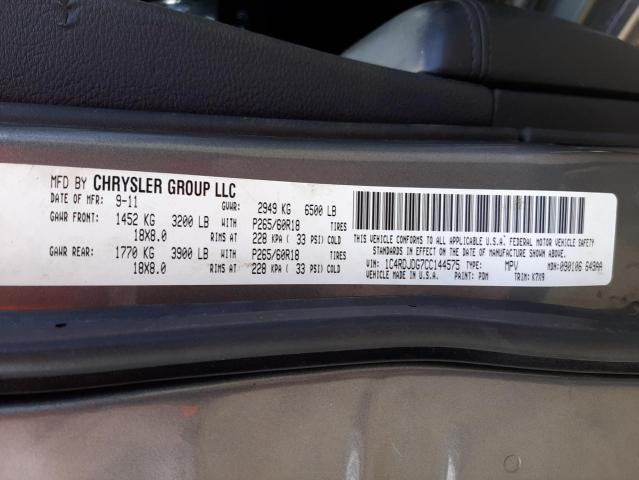 MFD BY CHRYSLER GROUP LLC
DATE OF MFR: 9-11 GVWR: 2949 KG 6500 LB
GAWR FRONT: 1452 KG 3200 LB WITH P265/60R18 TIRES
18X8.0 RIMS AT 228 KPA ( 33 PSI) COLD
GAWR REAR: 1770 KG 3900 LB WITH P265/60R18 TIRES
18X8.0 RIMS AT 228 KPA ( 33 PSI) COLD
THIS VEHICLE CONFORMS TO ALL APPLICABLE U.S.A. FEDERAL MOTOR VEHICLE SAFETY
STANDARDS IN EFFECT ON THE DATE OF MANUFACTURE SHOWN ABOVE.
VIN: 1C4RDJDG7CC144575 TYPE: MPV MDH: 090106 649AA
VEHICLE MADE IN U.S.A. PAINT: PDM TRIM: K7X9